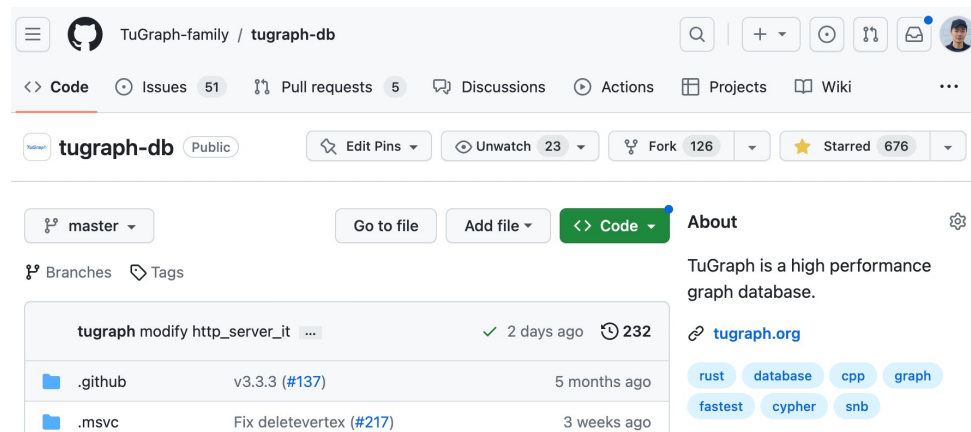 TuGraph-family / tugraph-db
<> Code Issues 51 Pull requests 5 Discussions Actions Projects Wiki ...
TuGraph tugraph-db Public Edit Pins Unwatch 23 Fork 126 Starred 676
master Go to file Add file <> Code About
Branches Tags
TuGraph is a high performance
graph database.
tugraph modify http_server_it ... 2 days ago 232
tugraph.org
.github v3.3.3 (#137) 5 months ago
rust database cpp graph
.msvc Fix deletevertex (#217) 3 weeks ago
fastest cypher snb